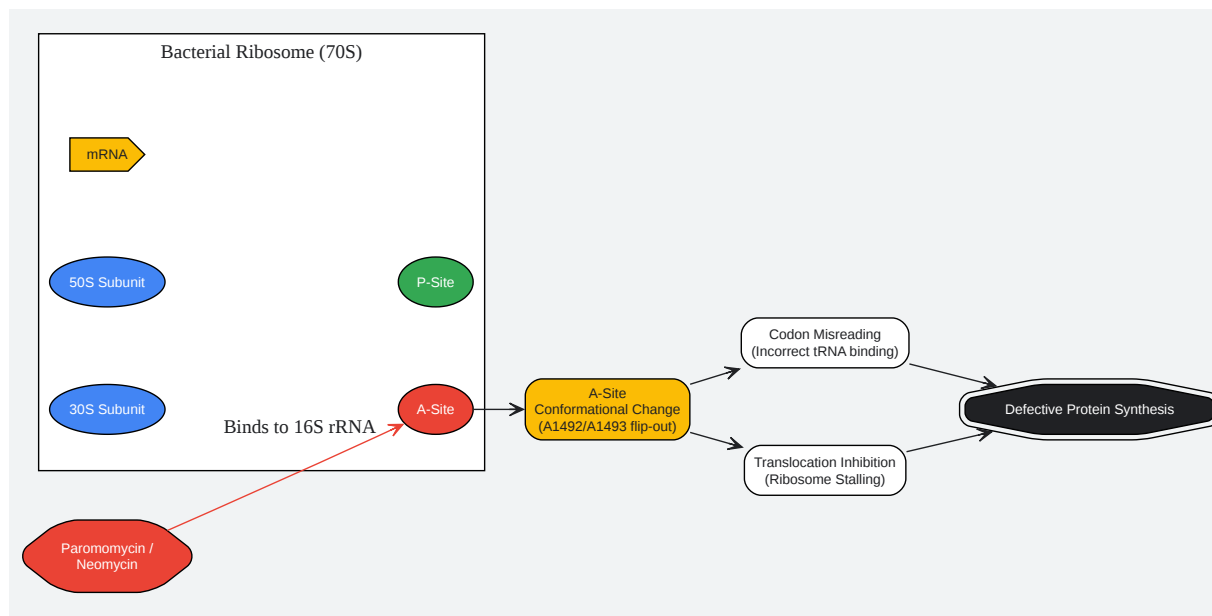 Bacterial Ribosome (70S)
mRNA
50S Subunit
P-Site
30S Subunit
A-Site
Binds to 16S rRNA
Paromomycin /
Neomycin
A-Site
Conformational Change
(A1492/A1493 flip-out)
Codon Misreading
(Incorrect tRNA binding)
Translocation Inhibition
(Ribosome Stalling)
Defective Protein Synthesis